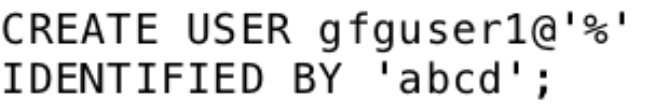 CREATE USER gfguser1@'%'
IDENTIFIED BY 'abcd';